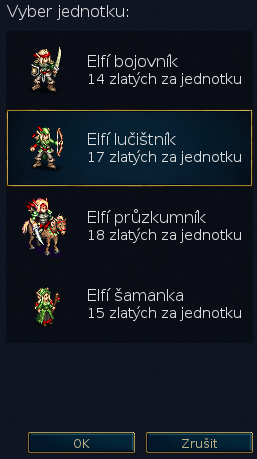 Vyber jednotku:
Elfí bojovník
14 zlatých za jednotku
Elfí lučištník
17 zlatých za jednotku
Elfí průzkumník
18 zlatých za jednotku
Elfí šamanka
15 zlatých za jednotku
OK
Zrušit